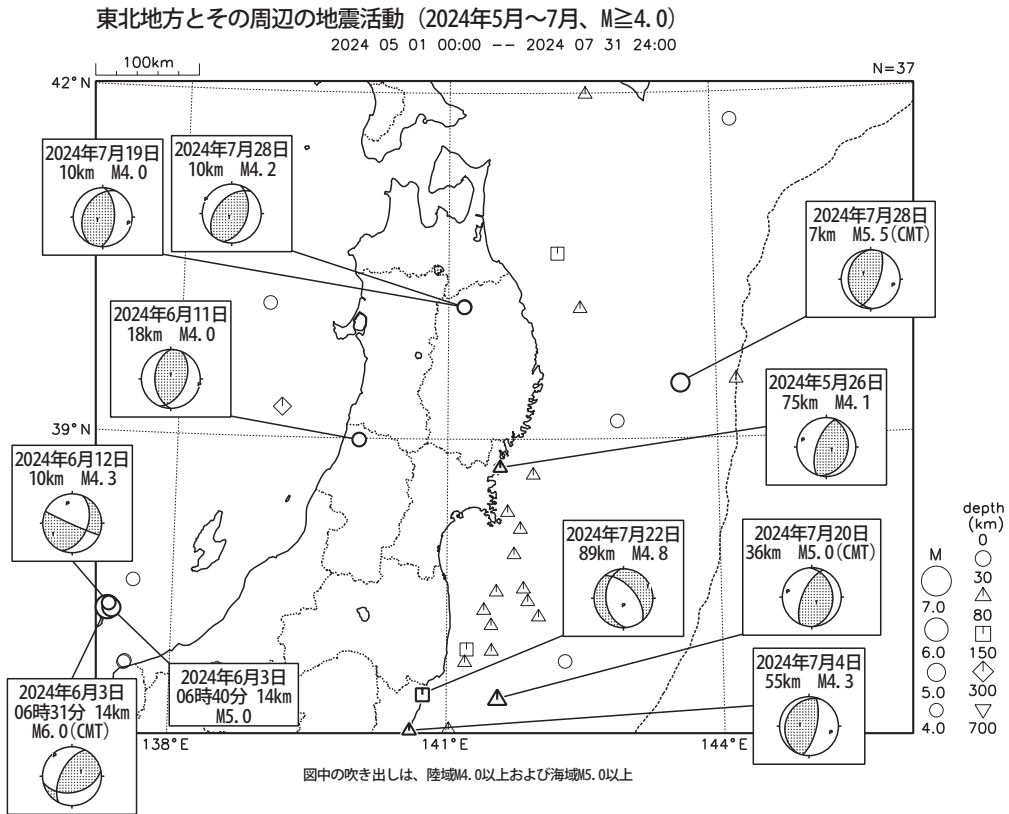 東北地方とその周辺の地震活動（2024年5月～7月、M≧4.0）
2024 05 01 00:00 -- 2024 07 31 24:00
100km
N=37
42°N
2024年7月19日
10km M4.0
2024年7月28日
10km M4.2
2024年7月28日
7km M5.5(CMT)
2024年6月11日
18km M4.0
2024年5月26日
75km M4.1
39°N
2024年6月12日
10km M4.3
2024年7月22日
89km M4.8
2024年7月20日
36km M5.0(CMT)
depth
(km)
0
30
80
150
300
700
M
7.0
6.0
5.0
4.0
2024年6月3日
06時31分 14km
M6.0(CMT)
2024年6月3日
06時40分 14km
M5.0
2024年7月4日
55km M4.3
138°E
141°E
144°E
図中の吹き出しは、陸域M4.0以上および海域M5.0以上